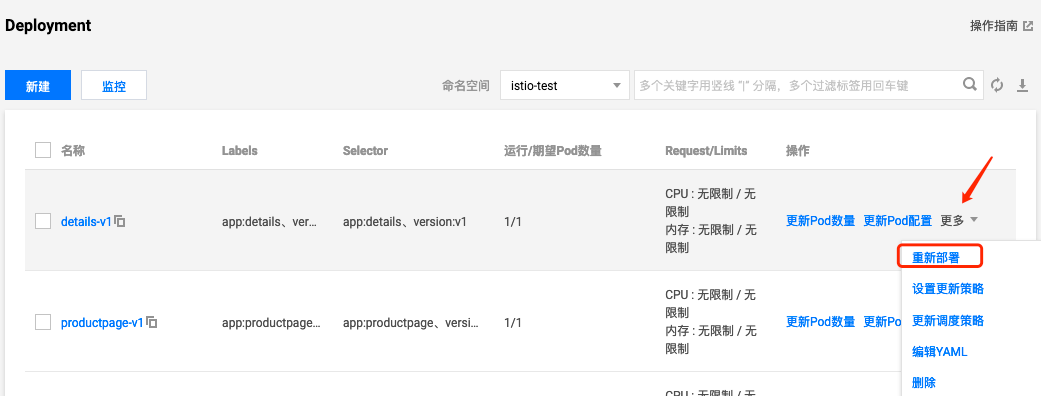 Deployment 操作指南
新建 监控 命名空间 istio-test 多个关键字用竖线 "|" 分隔，多个过滤标签用回车键
名称 Labels Selector 运行/期望Pod数量 Request/Limits 操作
CPU : 无限制 / 无
限制
details-v1 app:details、ver... app:details、version:v1 1/1 更新Pod数量 更新Pod配置 更多
内存 : 无限制 / 无
限制
重新部署
设置更新策略
CPU : 无限制 / 无
限制
productpage-v1 app:productpage... app:productpage、versi... 1/1 更新Pod数量 更新Po 更新调度策略
内存 : 无限制 / 无
限制
编辑YAML
删除
CPU : 无限制 / 无